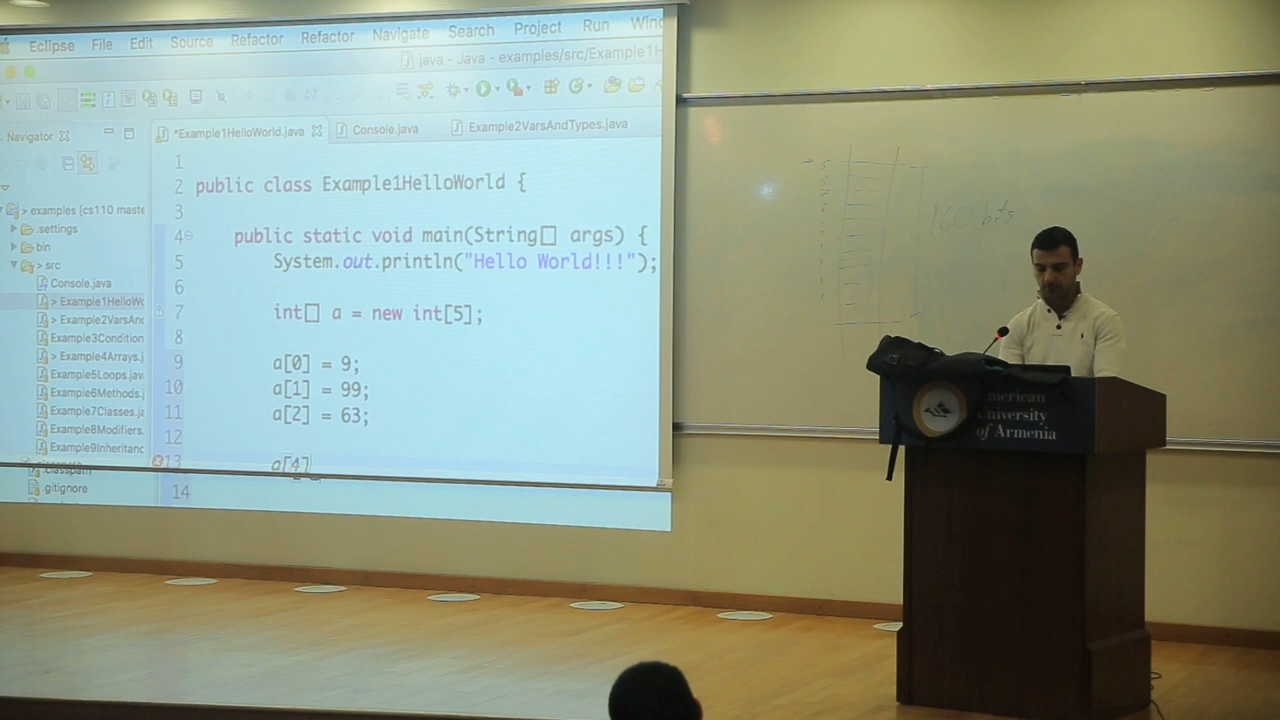 Eclipse File Edit Source Refactor Refactor Navigate Search Project Run Wind
java - Java - examples/src/Example1H
Navigator
*Example1HelloWorld.java Console.java Example2VarsAndTypes.java
> examples [cs110 maste
.settings
bin
> src
Console.java
> Example1HelloWo
> Example2VarsAnd
Example3Condition
> Example4Arrays.j
Example5Loops.jav
Example6Methods.j
Example7Classes.ja
Example8Modifiers.
Example9Inheritanc
.classpath
.gitignore
1
2 public class Example1HelloWorld {
3
4 public static void main(String[] args) {
5 System.out.println("Hello World!!!");
6
7 int[] a = new int[5];
8
9 a[0] = 9;
10 a[1] = 99;
11 a[2] = 63;
12
13 a[4]
14
160 bits
American
University
of Armenia